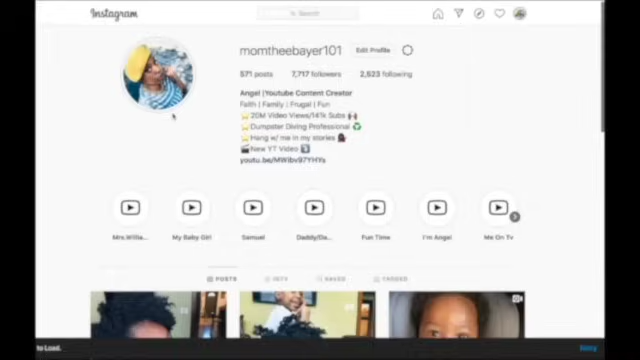 Instagram
Search
momtheebayer101
Edit Profile
571 posts 7,717 followers 2,523 following
Angel |Youtube Content Creator
Faith | Family | Frugal | Fun
20M Video Views/141k Subs
Dumpster Diving Professional
Hang w/ me in my stories
New YT Video
youtu.be/MWibv97YHYs
Mrs.Willia... My Baby Girl Samuel Daddy/Da... Fun Time I'm Angel Me On Tv
POSTS IGTV SAVED TAGGED
to Load.
Retry